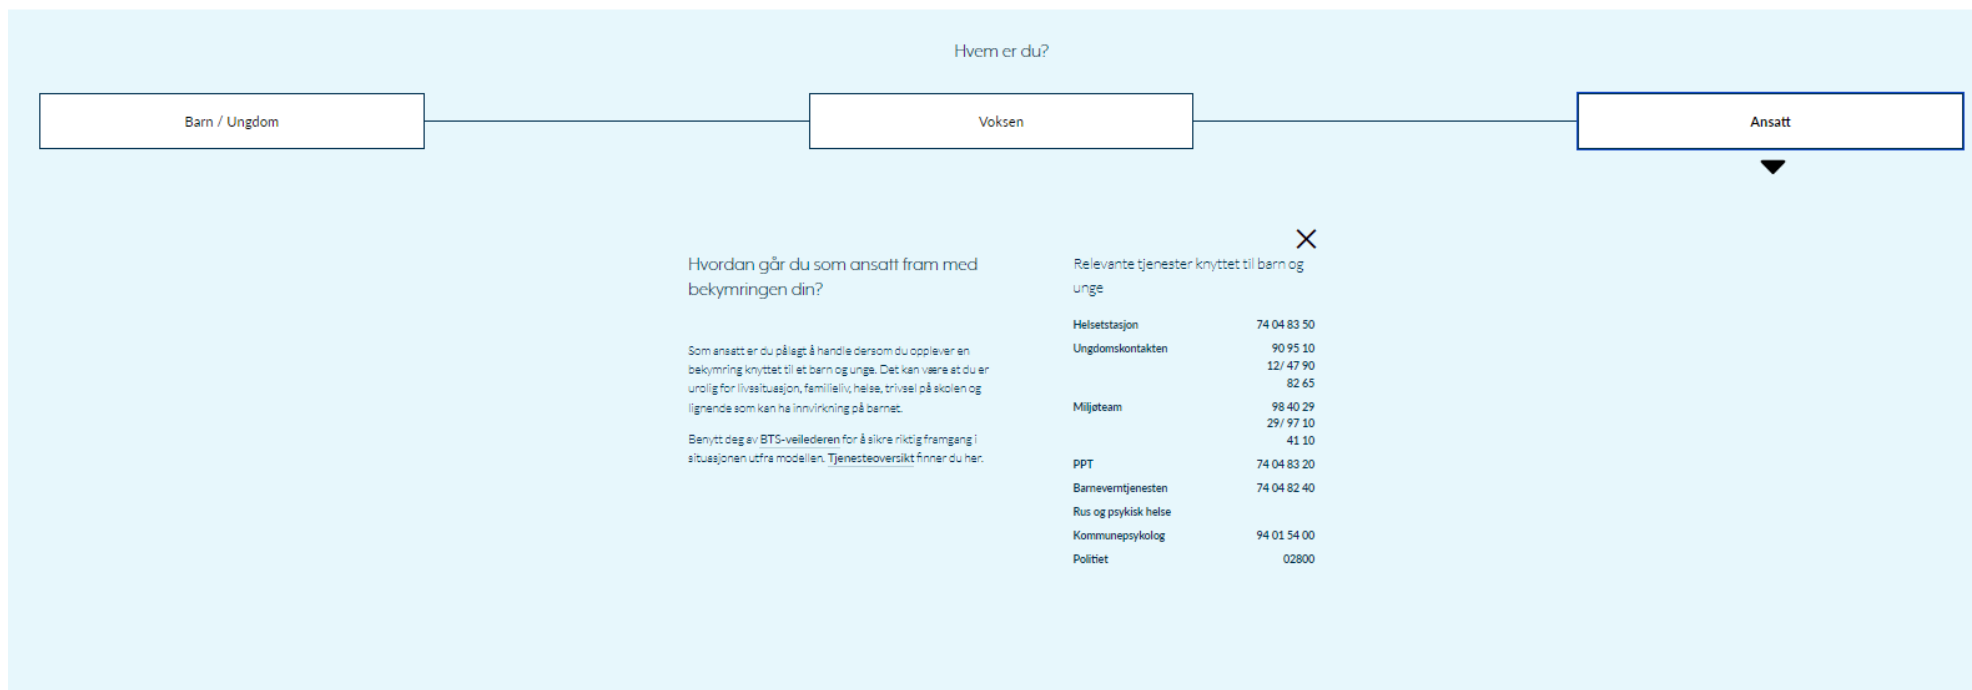 Hvem er du?
Barn / Ungdom
Voksen
Ansatt
Hvordan går du som ansatt fram med
bekymringen din?
Som ansatt er du pålagt å handle dersom du opplever en
bekymring knyttet til et barn og unge. Det kan være at du er
urolig for livssituasjon, familieliv, helse, trivsel på skolen og
lignende som kan ha innvirkning på barnet.
Benytt deg av BTS-veilederen for å sikre riktig framgang i
situasjonen utfra modellen. Tjenesteoversikt finner du her.
Relevante tjenester knyttet til barn og
unge
Helsetstasjon 74 04 83 50
Ungdomskontakten 90 95 10
12/ 47 90
82 65
Miljøteam 98 40 29
29/ 97 10
41 10
PPT 74 04 83 20
Barneverntjenesten 74 04 82 40
Rus og psykisk helse
Kommunepsykolog 94 01 54 00
Politiet 02800